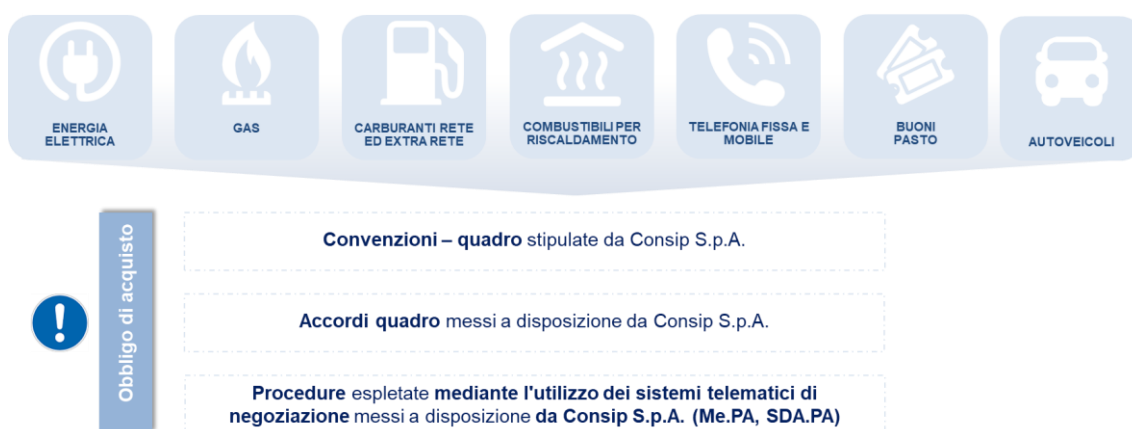 ENERGIA
ELETTRICA
GAS
CARBURANTI RETE
ED EXTRA RETE
COMBUSTIBILI PER
RISCALDAMENTO
TELEFONIA FISSA E
MOBILE
BUONI
PASTO
AUTOVEICOLI
Obbligo di acquisto
Convenzioni – quadro stipulate da Consip S.p.A.
Accordi quadro messi a disposizione da Consip S.p.A.
Procedure espletate mediante l'utilizzo dei sistemi telematici di
negoziazione messi a disposizione da Consip S.p.A. (Me.PA, SDA.PA)